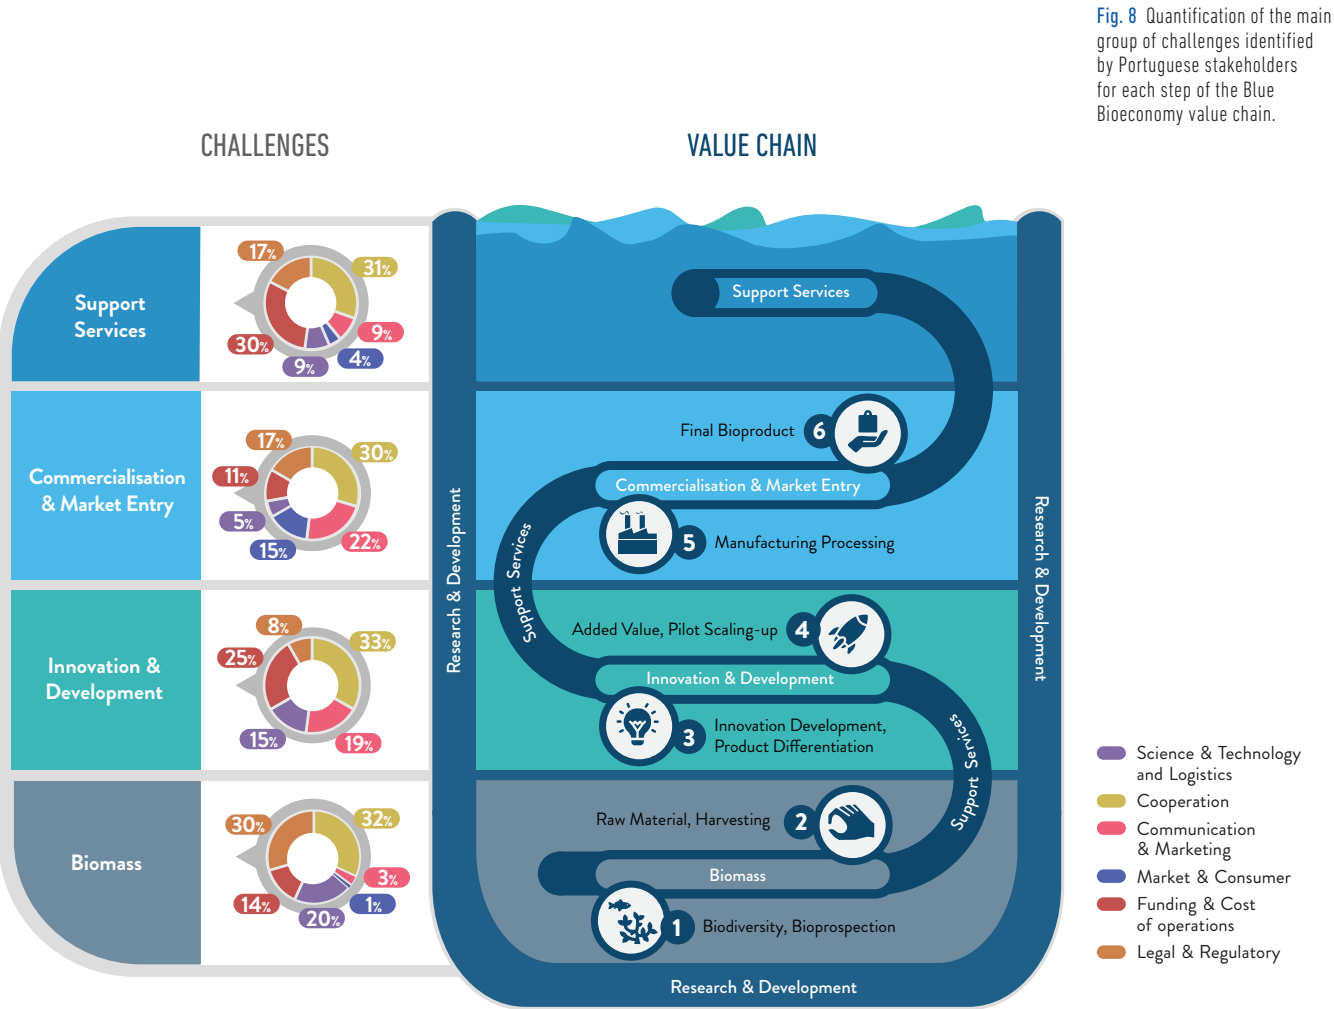 Fig. 8 Quantification of the main
group of challenges identified
by Portuguese stakeholders
for each step of the Blue
Bioeconomy value chain.
CHALLENGES
VALUE CHAIN
Support
Services
17%
31%
9%
4%
9%
30%
Support Services
Commercialisation
& Market Entry
17%
30%
11%
5%
15%
22%
Final Bioproduct 6
Commercialisation & Market Entry
5 Manufacturing Processing
Support Services
Research & Development
Research & Development
Innovation &
Development
8%
33%
25%
15%
19%
Added Value, Pilot Scaling-up 4
Innovation & Development
3 Innovation Development,
Product Differentiation
Support Services
Biomass
30%
32%
3%
1%
20%
14%
Raw Material, Harvesting 2
Biomass
1 Biodiversity, Bioprospection
Research & Development
Science & Technology
and Logistics
Cooperation
Communication
& Marketing
Market & Consumer
Funding & Cost
of operations
Legal & Regulatory